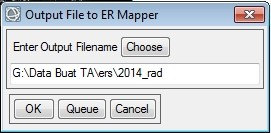 Output File to ER Mapper
Enter Output Filename Choose
G:\Data Buat TA\ers\2014_rad
OK Queue Cancel